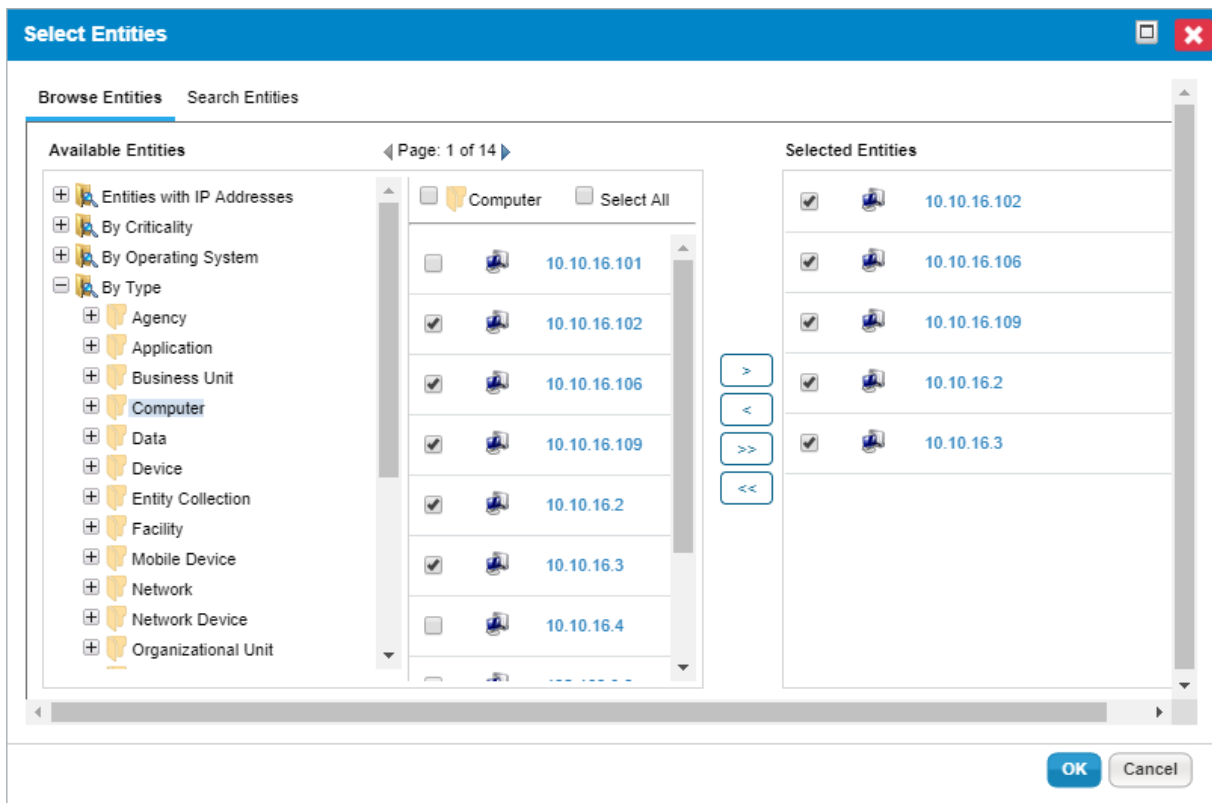 Select Entities
Browse Entities Search Entities
Available Entities
Page: 1 of 14
Selected Entities
Entities with IP Addresses
By Criticality
By Operating System
By Type
Agency
Application
Business Unit
Computer
Data
Device
Entity Collection
Facility
Mobile Device
Network
Network Device
Organizational Unit
Computer Select All
10.10.16.101
10.10.16.102
10.10.16.106
10.10.16.109
10.10.16.2
10.10.16.3
10.10.16.4
>
<
>>
<<
10.10.16.102
10.10.16.106
10.10.16.109
10.10.16.2
10.10.16.3
OK Cancel